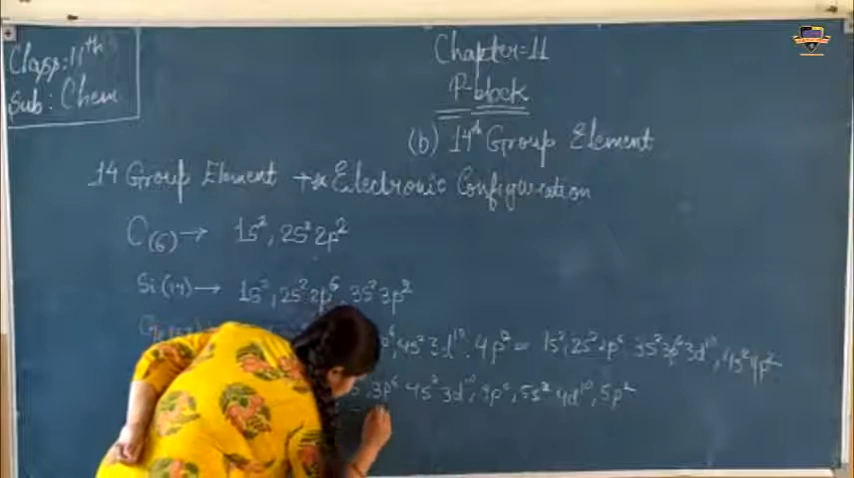 Class: 11th
Sub: Chem
Chapter = 11
P-block
(b) 14th Group Element
14 Group Element → Electronic Configuration
C(6) → 1s², 2s² 2p²
Si(14) → 1s², 2s² 2p⁶, 3s² 3p²
4s² 3d¹⁰, 4p² = 1s², 2s² 2p⁶ 3s² 3p⁶ 3d¹⁰, 4s² 4p²
, 3p⁶ 4s² 3d¹⁰, 4p⁶, 5s² 4d¹⁰, 5p²